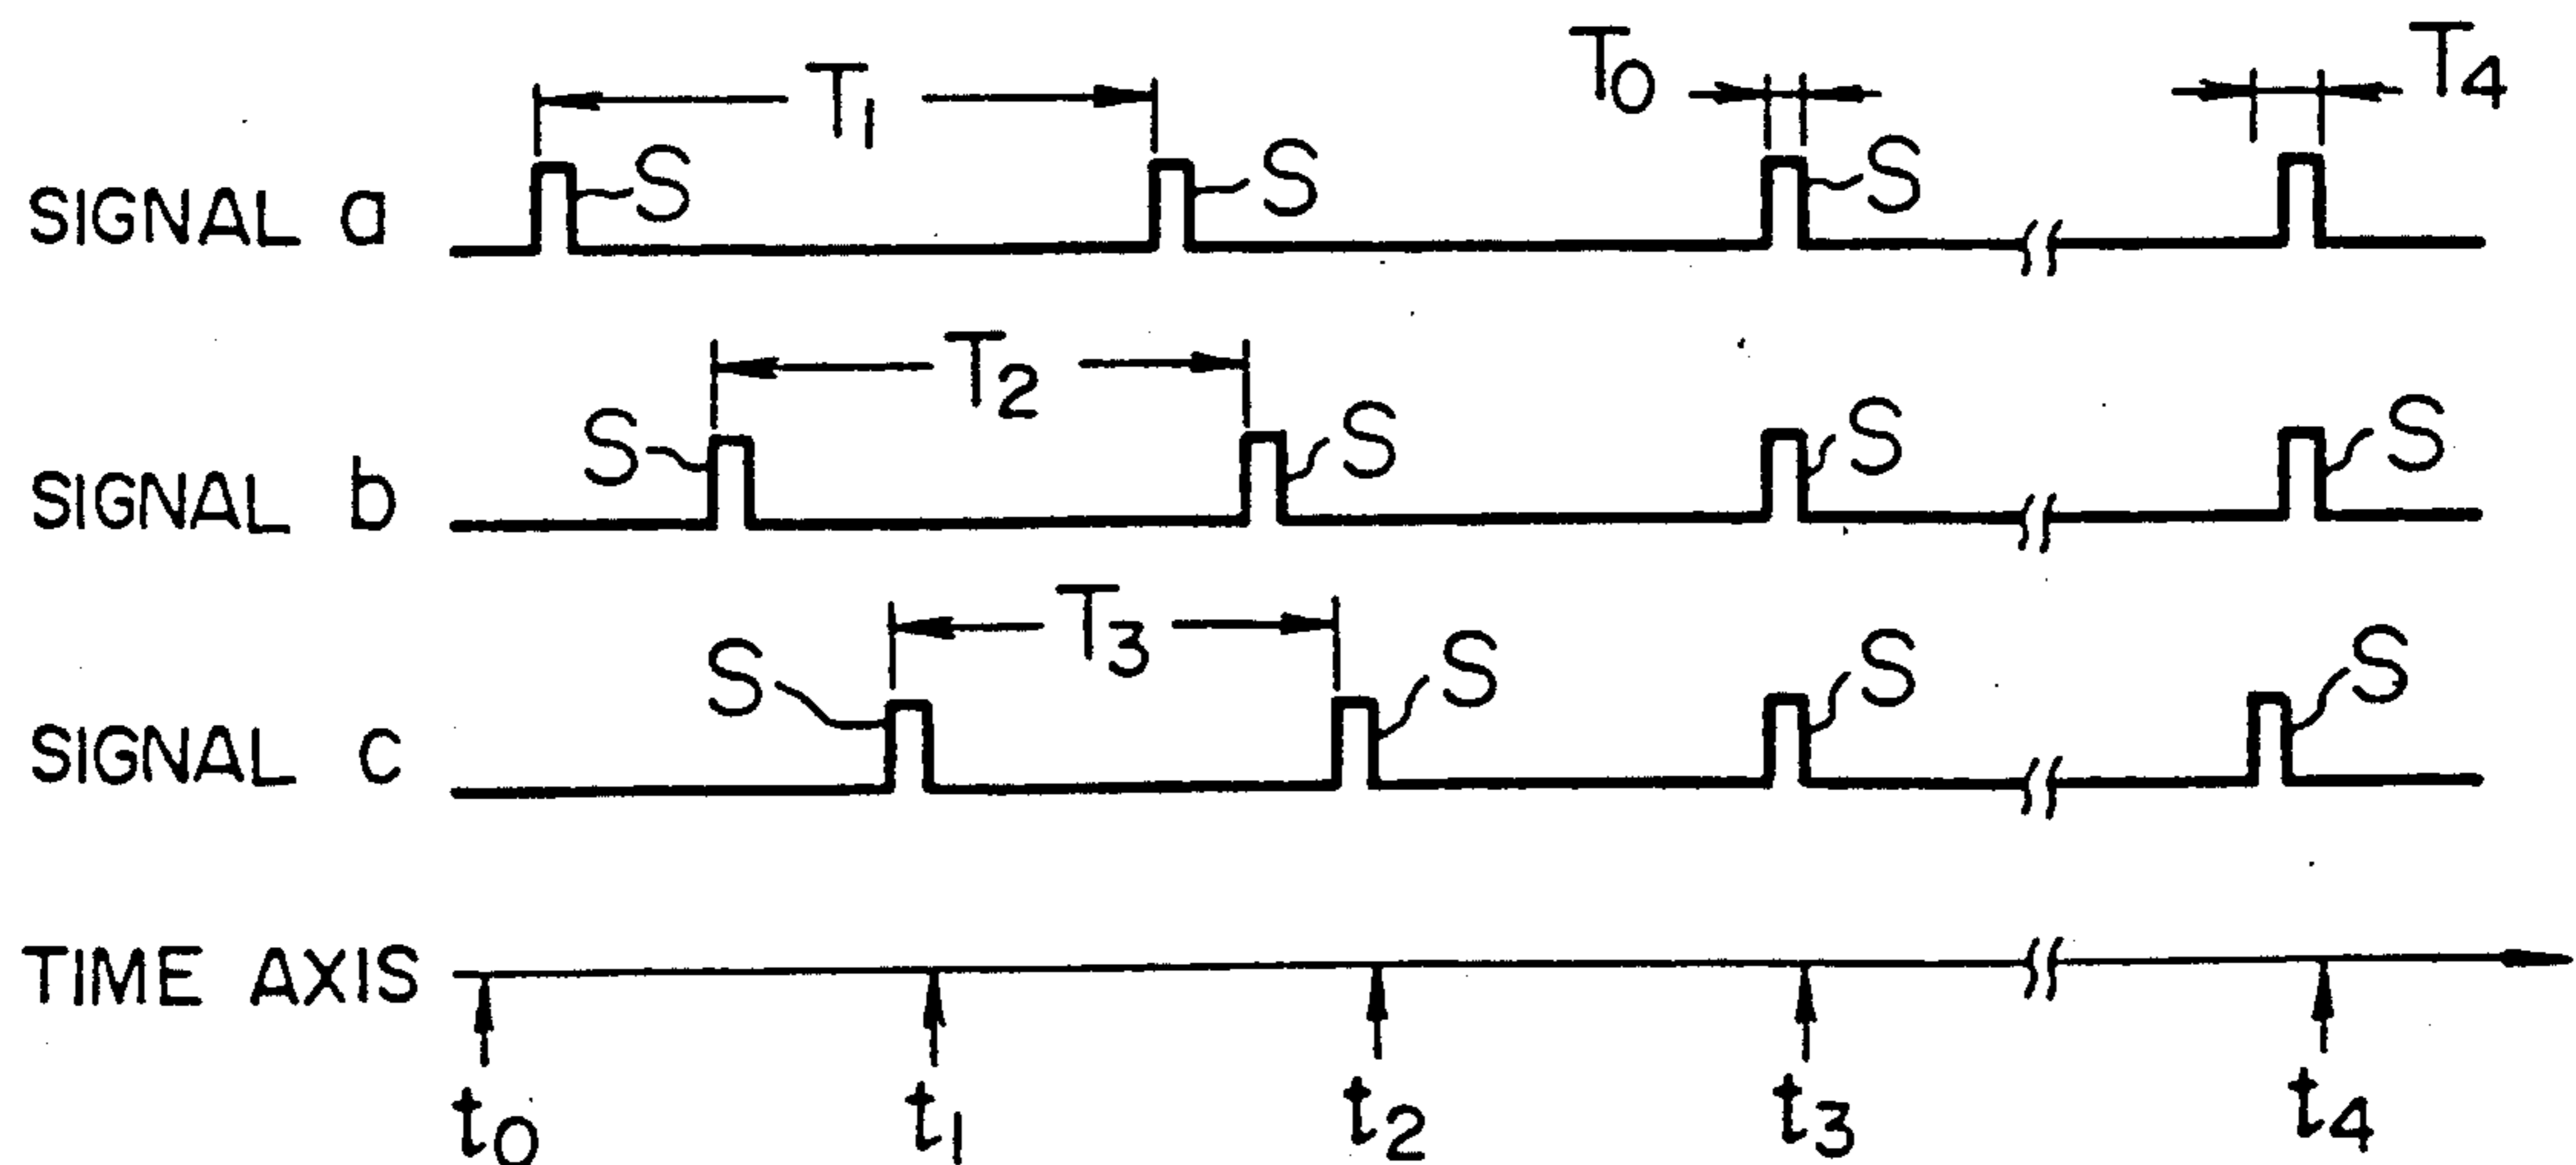 T1 T0 T4
SIGNAL a S S S
T2
SIGNAL b S S S S
T3
SIGNAL c S S S S
TIME AXIS
t0 t1 t2 t3 t4